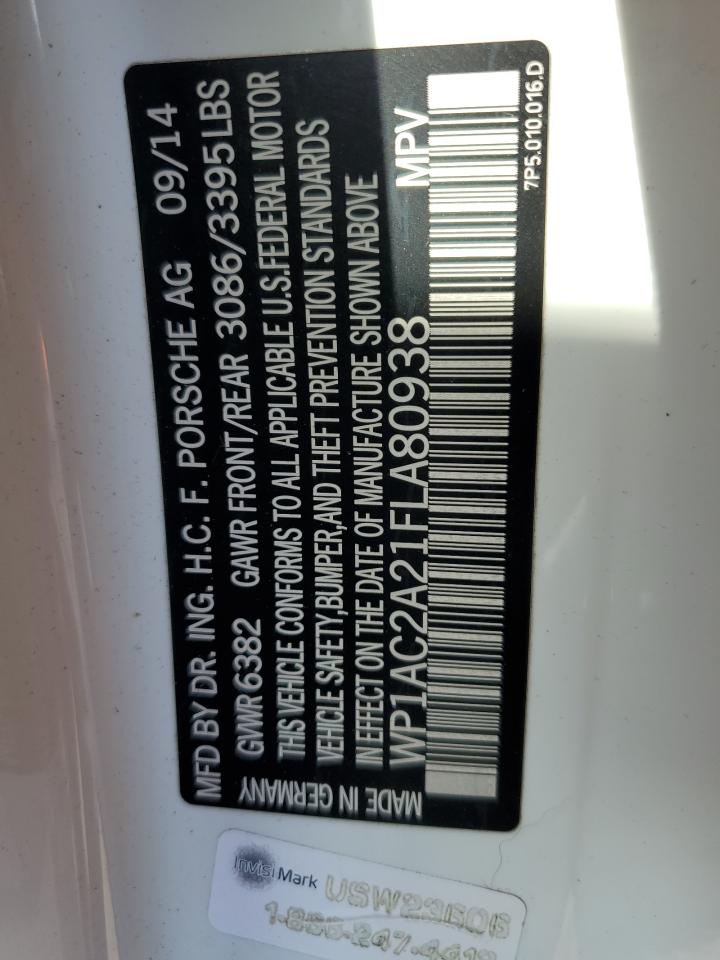 MFD BY DR. ING. H.C. F. PORSCHE AG 09/14
GWWR 6382 GAWR FRONT/REAR 3086/3395 LBS
THIS VEHICLE CONFORMS TO ALL APPLICABLE U.S.FEDERAL MOTOR
VEHICLE SAFETY,BUMPER,AND THEFT PREVENTION STANDARDS
IN EFFECT ON THE DATE OF MANUFACTURE SHOWN ABOVE
WP1AC2A21FLA80938 MPV
MADE IN GERMANY
7P5.010.016.D
InvisiMark